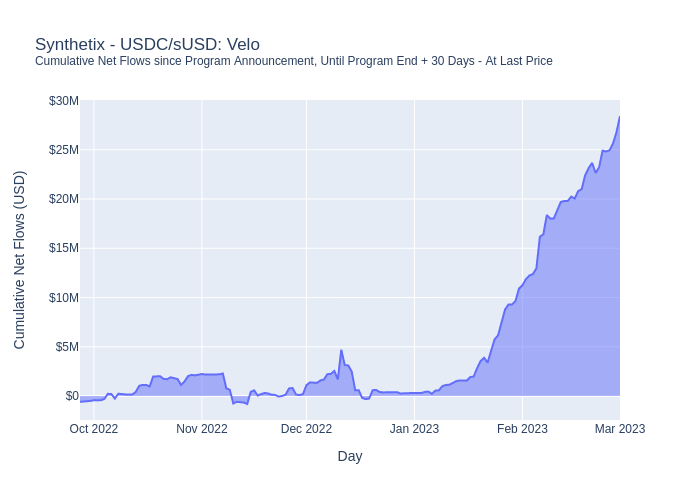 Synthetix - USDC/sUSD: Velo
Cumulative Net Flows since Program Announcement, Until Program End + 30 Days - At Last Price
Cumulative Net Flows (USD)
$30M
$25M
$20M
$15M
$10M
$5M
$0
Oct 2022 Nov 2022 Dec 2022 Jan 2023 Feb 2023 Mar 2023
Day